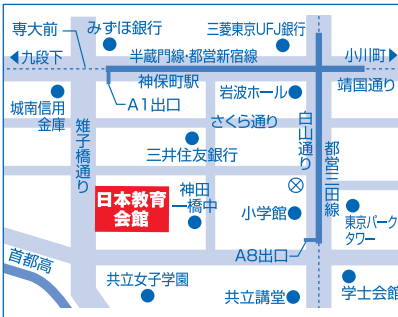 みずほ銀行
三菱東京UFJ銀行
専大前
◀九段下
半蔵門線・都営新宿線
小川町▶
靖国通り
神保町駅
A1出口
岩波ホール
城南信用
金庫
さくら通り
雉子橋通り
白山通り
都営三田線
三井住友銀行
日本教育
会館
神田
一橋中
小学館
東京パーク
タワー
A8出口
首都高
共立女子学園
共立講堂
学士会館